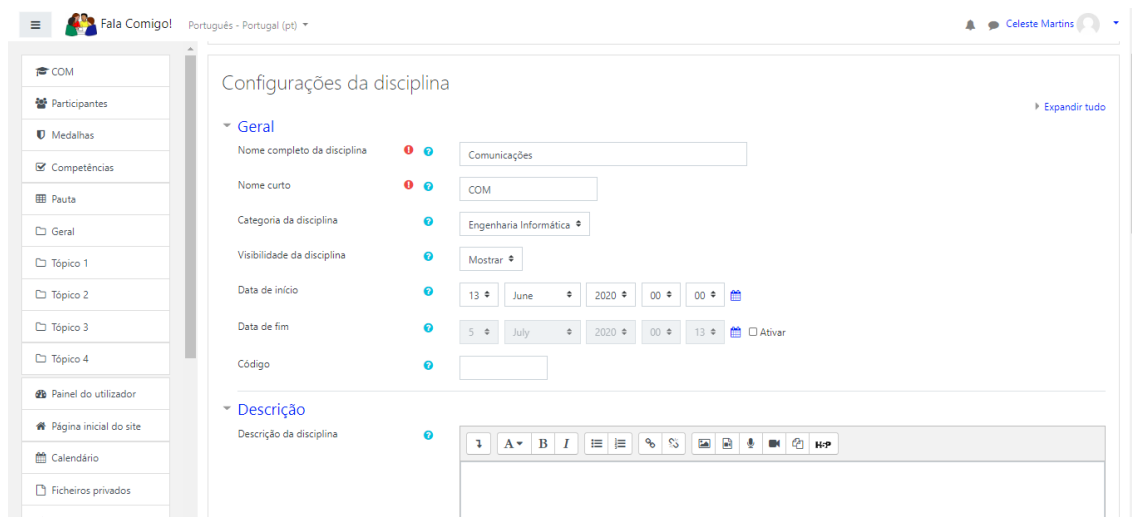 Fala Comigo! Português - Portugal (pt) Celeste Martins
COM
Participantes
Medalhas
Competências
Pauta
Geral
Tópico 1
Tópico 2
Tópico 3
Tópico 4
Painel do utilizador
Página inicial do site
Calendário
Ficheiros privados
Configurações da disciplina
Expandir tudo
Geral
Nome completo da disciplina Comunicações
Nome curto COM
Categoria da disciplina Engenharia Informática
Visibilidade da disciplina Mostrar
Data de início 13 June 2020 00 00
Data de fim 5 July 2020 00 13 Ativar
Código
Descrição
Descrição da disciplina
A B I H-P